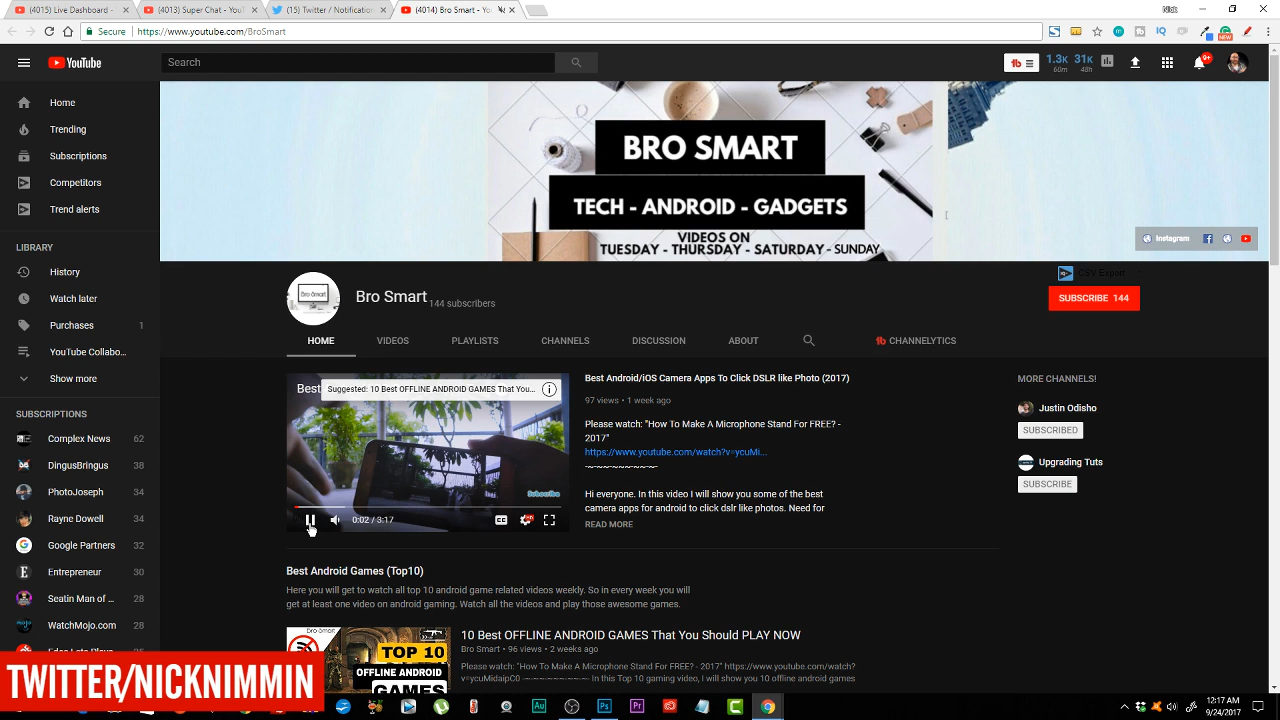 (4015) Live Dashboard -
(4013) Super Chat - YouT
(15) Twitter / Notification
(4014) Bro Smart - Yo
Nick
Secure
https://www.youtube.com/BroSmart
YouTube
Search
1.3K
60m
31K
48h
9+
Home
Trending
Subscriptions
Competitors
Trend alerts
LIBRARY
History
Watch later
Purchases 1
YouTube Collabo...
Show more
SUBSCRIPTIONS
Complex News 62
DingusBingus 38
PhotoJoseph 34
Rayne Dowell 34
Google Partners 32
Entrepreneur 30
Seatin Man of ... 28
WatchMojo.com 28
BRO SMART
TECH - ANDROID - GADGETS
VIDEOS ON
TUESDAY - THURSDAY - SATURDAY - SUNDAY
Instagram
Bro Smart 144 subscribers
CSV Export
SUBSCRIBE 144
HOME
VIDEOS
PLAYLISTS
CHANNELS
DISCUSSION
ABOUT
CHANNELYTICS
Best
Suggested: 10 Best OFFLINE ANDROID GAMES That You...
Subscribe
0:02 / 3:17
Best Android/iOS Camera Apps To Click DSLR like Photo (2017)
97 views • 1 week ago
Please watch: "How To Make A Microphone Stand For FREE? -
2017"
https://www.youtube.com/watch?v=ycuMi...
-~-~~-~~~-~~-~-
Hi everyone. In this video I will show you some of the best
camera apps for android to click dslr like photos. Need for
READ MORE
MORE CHANNELS!
Justin Odisho
SUBSCRIBED
Upgrading Tuts
SUBSCRIBE
Best Android Games (Top10)
Here you will get to watch all top 10 android game related videos weekly. So in every week you will
get at least one video on android gaming. Watch all the videos and play those awesome games.
Bro Smart
TOP 10
OFFLINE ANDROID
GAMES
10 Best OFFLINE ANDROID GAMES That You Should PLAY NOW
Bro Smart • 96 views • 2 weeks ago
Please watch: "How To Make A Microphone Stand For FREE? - 2017" https://www.youtube.com/watch?
v=ycuMidaipC0 -~-~~-~~~-~~-~- In this Top 10 gaming video, I will show you 10 offline android games
TWITTER/NICKNIMMIN
12:17 AM
9/24/2017